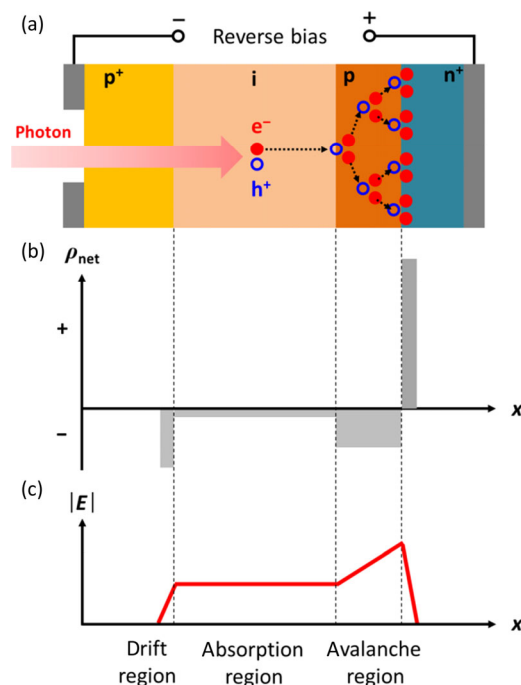 (a)
− Reverse bias +
p⁺ i p n⁺
Photon
e⁻
h⁺
(b)
ρnet
+
x
−
(c)
|E|
x
Drift region
Absorption region
Avalanche region